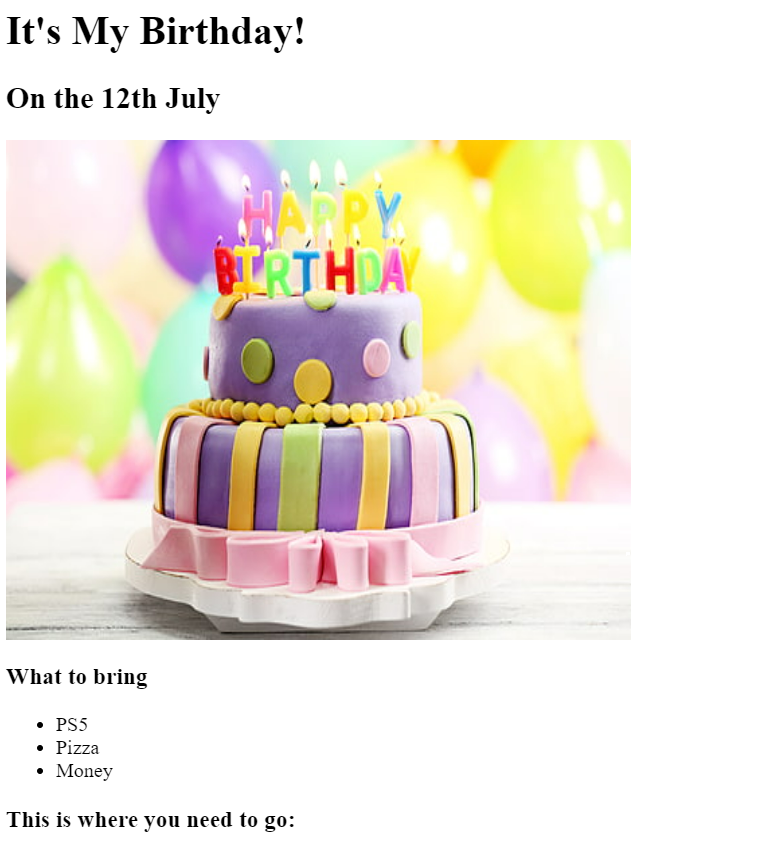 It's My Birthday!
On the 12th July
HAPPY
BIRTHDAY
What to bring
PS5
Pizza
Money
This is where you need to go: